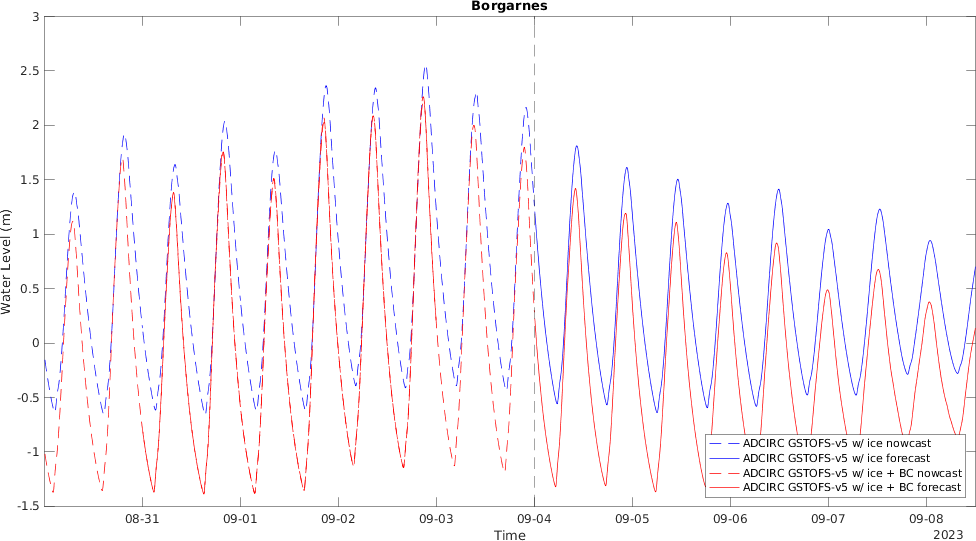 Borgarnes
3
2.5
2
1.5
1
0.5
0
-0.5
-1
-1.5
Water Level (m)
08-31
09-01
09-02
09-03
09-04
09-05
09-06
09-07
09-08
Time
2023
ADCIRC GSTOFS-v5 w/ ice nowcast
ADCIRC GSTOFS-v5 w/ ice forecast
ADCIRC GSTOFS-v5 w/ ice + BC nowcast
ADCIRC GSTOFS-v5 w/ ice + BC forecast